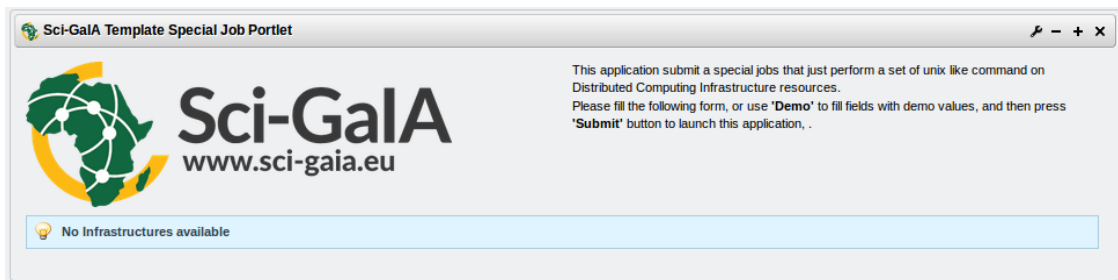 Sci-GaIA Template Special Job Portlet
Sci-GaIA
www.sci-gaia.eu
This application submit a special jobs that just perform a set of unix like command on
Distributed Computing Infrastructure resources.
Please fill the following form, or use 'Demo' to fill fields with demo values, and then press
'Submit' button to launch this application, .
No Infrastructures available